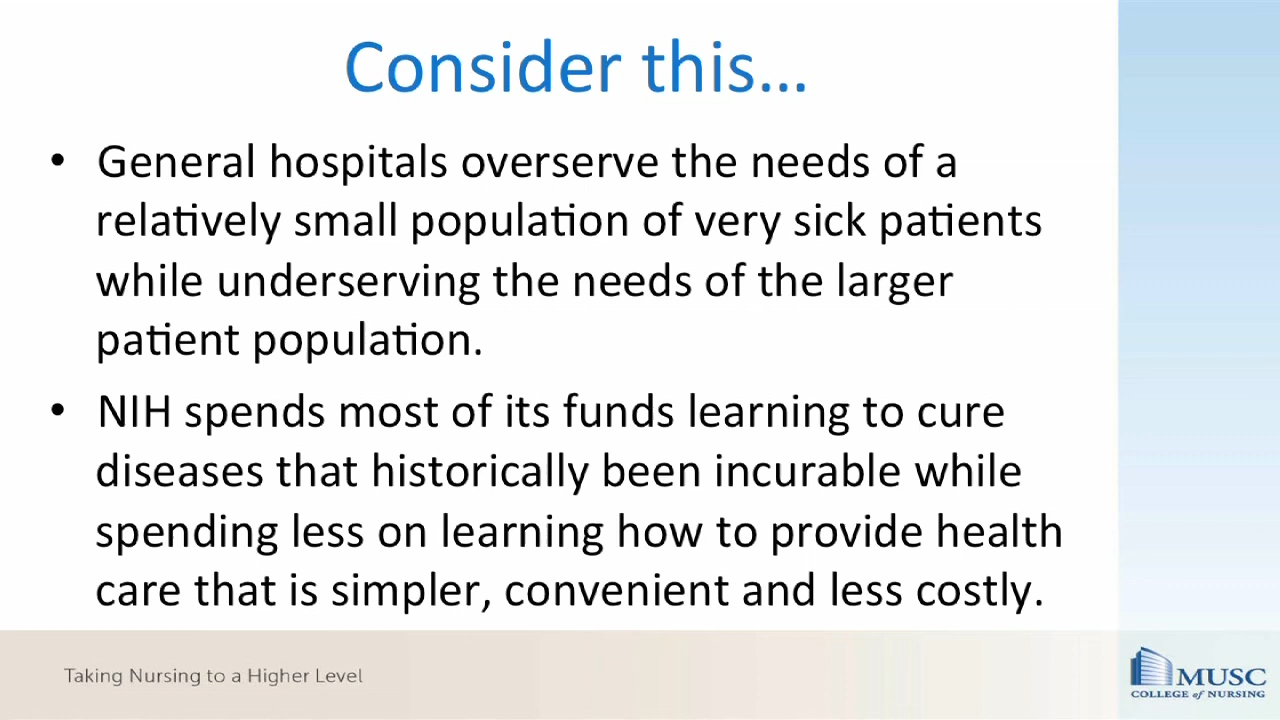 Consider this...
• General hospitals overserve the needs of a
relatively small population of very sick patients
while underserving the needs of the larger
patient population.
• NIH spends most of its funds learning to cure
diseases that historically been incurable while
spending less on learning how to provide health
care that is simpler, convenient and less costly.
Taking Nursing to a Higher Level
MUSC
COLLEGE of NURSING